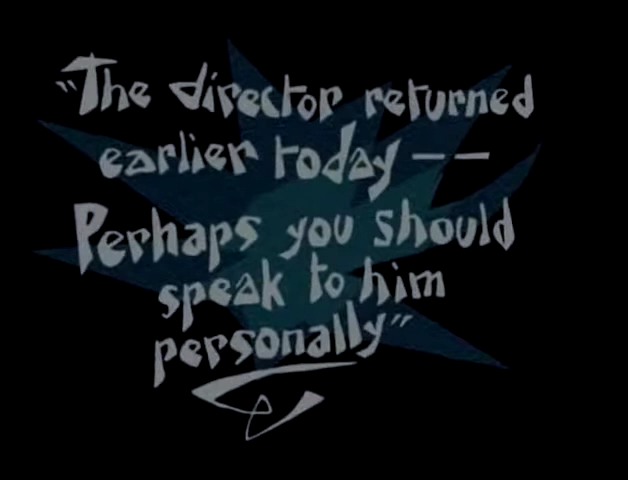 "The director returned
earlier today — —
Perhaps you should
speak to him
personally"